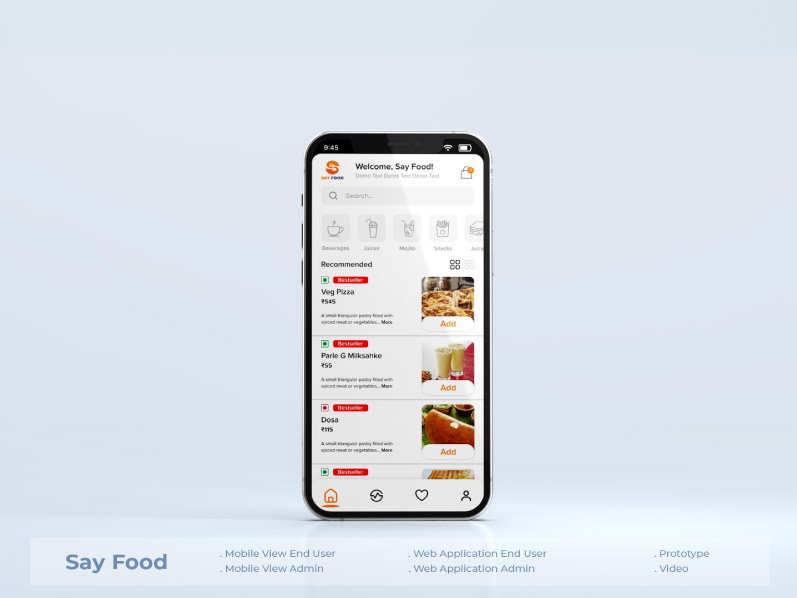 9:45
SAY FOOD
Welcome, Say Food!
Demo Text Demo Text Demo Text
Search...
Beverages Juices Mojito Snacks Juice
Recommended
Bestseller
Veg Pizza
₹545
A small triangular pastry filled with
spiced meat or vegetables... More
Add
Bestseller
Parle G Milksahke
₹55
A small triangular pastry filled with
spiced meat or vegetables... More
Add
Bestseller
Dosa
₹115
A small triangular pastry filled with
spiced meat or vegetables... More
Add
Bestseller
Say Food
. Mobile View End User
. Mobile View Admin
. Web Application End User
. Web Application Admin
. Prototype
. Video